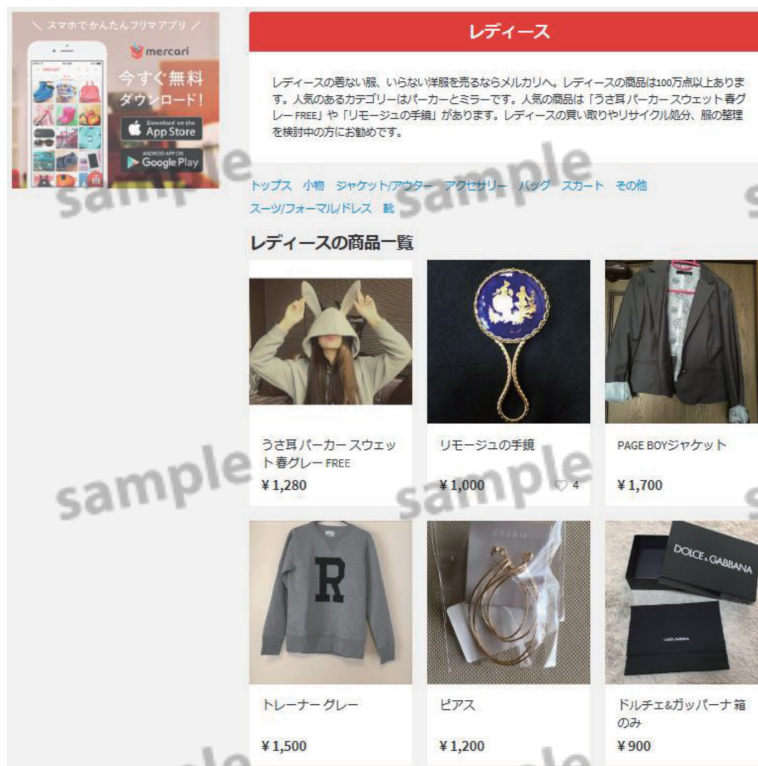 ＼ スマホでかんたんフリマアプリ ／
mercari
今すぐ無料
ダウンロード！
Download on the
App Store
ANDROID APP ON
Google Play
レディース
レディースの着ない服、いらない洋服を売るならメルカリへ。レディースの商品は100万点以上ありま
す。人気のあるカテゴリーはパーカーとミラーです。人気の商品は「うさ耳 パーカー スウェット 春グ
レー FREE」や「リモージュの手鏡」があります。レディースの買い取りやリサイクル処分、服の整理
を検討中の方にお勧めです。
トップス 小物 ジャケット/アウター アクセサリー バッグ スカート その他
スーツ/フォーマル/ドレス 靴
sample
sample
レディースの商品一覧
うさ耳 パーカー スウェッ
ト 春グレー FREE
¥ 1,280
リモージュの手鏡
¥ 1,000
4
PAGE BOYジャケット
¥ 1,700
sample
sample
R
CREAM
DOLCE & GABBANA
DOLCE & GABBANA
トレーナー グレー
¥ 1,500
ピアス
¥ 1,200
ドルチェ&ガッバーナ 箱
のみ
¥ 900